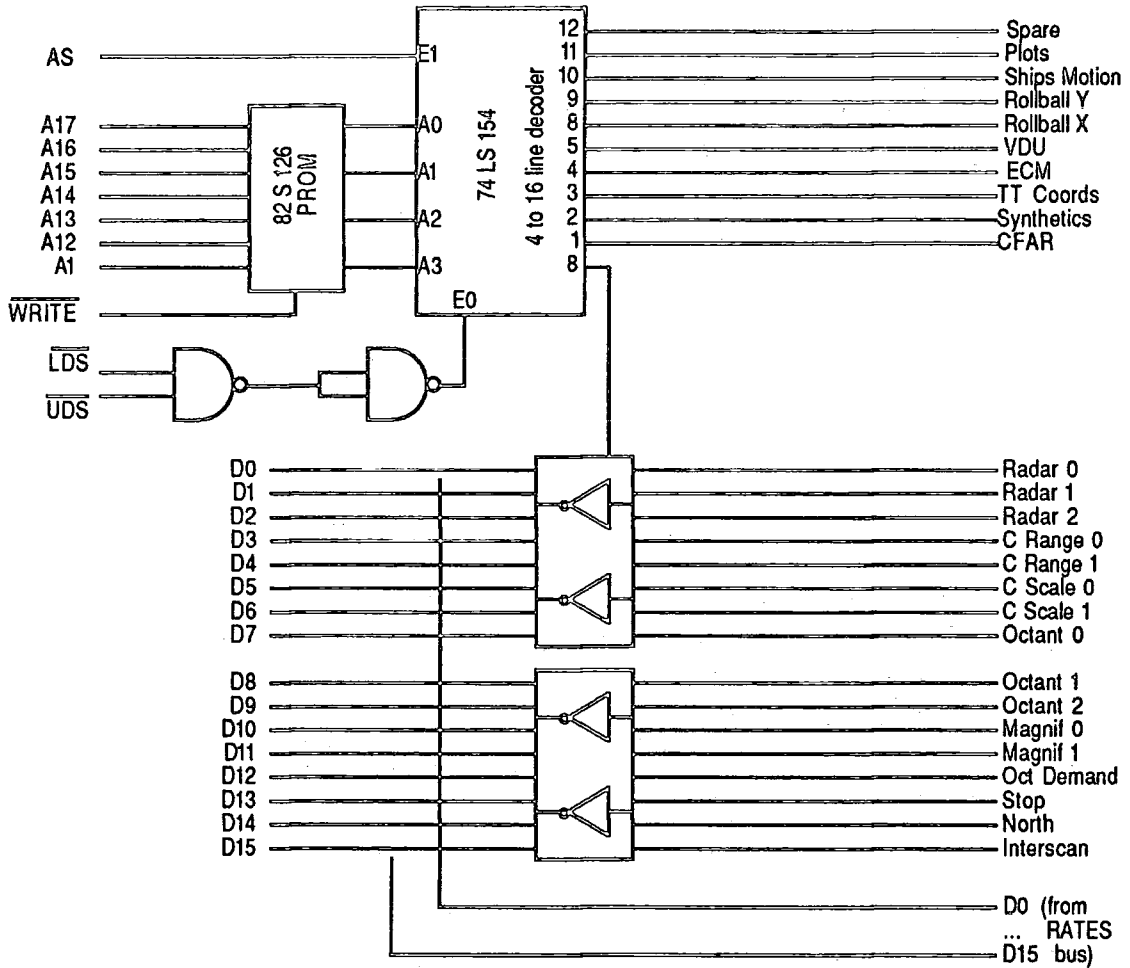 12 Spare
AS E1 11 Plots
10 Ships Motion
9 Rollball Y
A17 A0 8 Rollball X
A16 5 VDU
A15 A1 4 ECM
A14 3 TT Coords
A13 A2 2 Synthetics
A12 1 CFAR
A1 A3 8
82 S 126
PROM
74 LS 154
4 to 16 line decoder
E0
WRITE
LDS
UDS
D0 Radar 0
D1 Radar 1
D2 Radar 2
D3 C Range 0
D4 C Range 1
D5 C Scale 0
D6 C Scale 1
D7 Octant 0
D8 Octant 1
D9 Octant 2
D10 Magnif 0
D11 Magnif 1
D12 Oct Demand
D13 Stop
D14 North
D15 Interscan
D0 (from
... RATES
D15 bus)